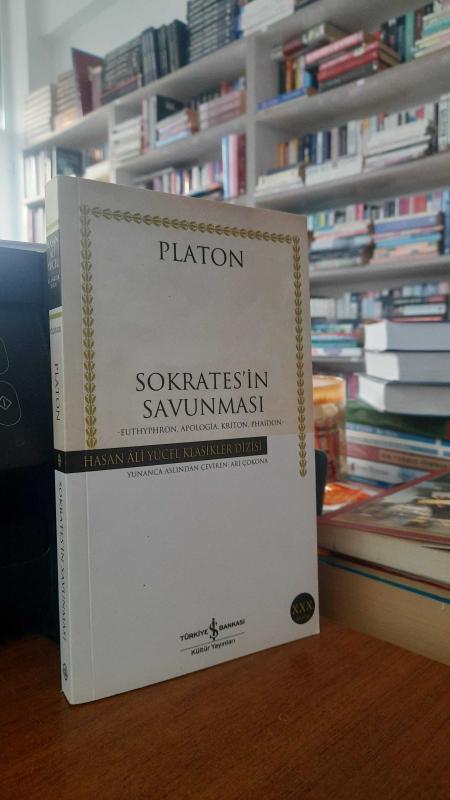 PLATON
SOKRATES'İN
SAVUNMASI
-EUTHYPHRON, APOLOGIA, KRITON, PHAIDON-
HASAN ÂLİ YÜCEL KLASİKLER DİZİSİ
YUNANCA ASLINDAN ÇEVİREN: ARİ ÇOKONA
XXX
TÜRKİYE İŞ BANKASI
Kültür Yayınları
PLATON
SOKRATES'İN SAVUNMASI